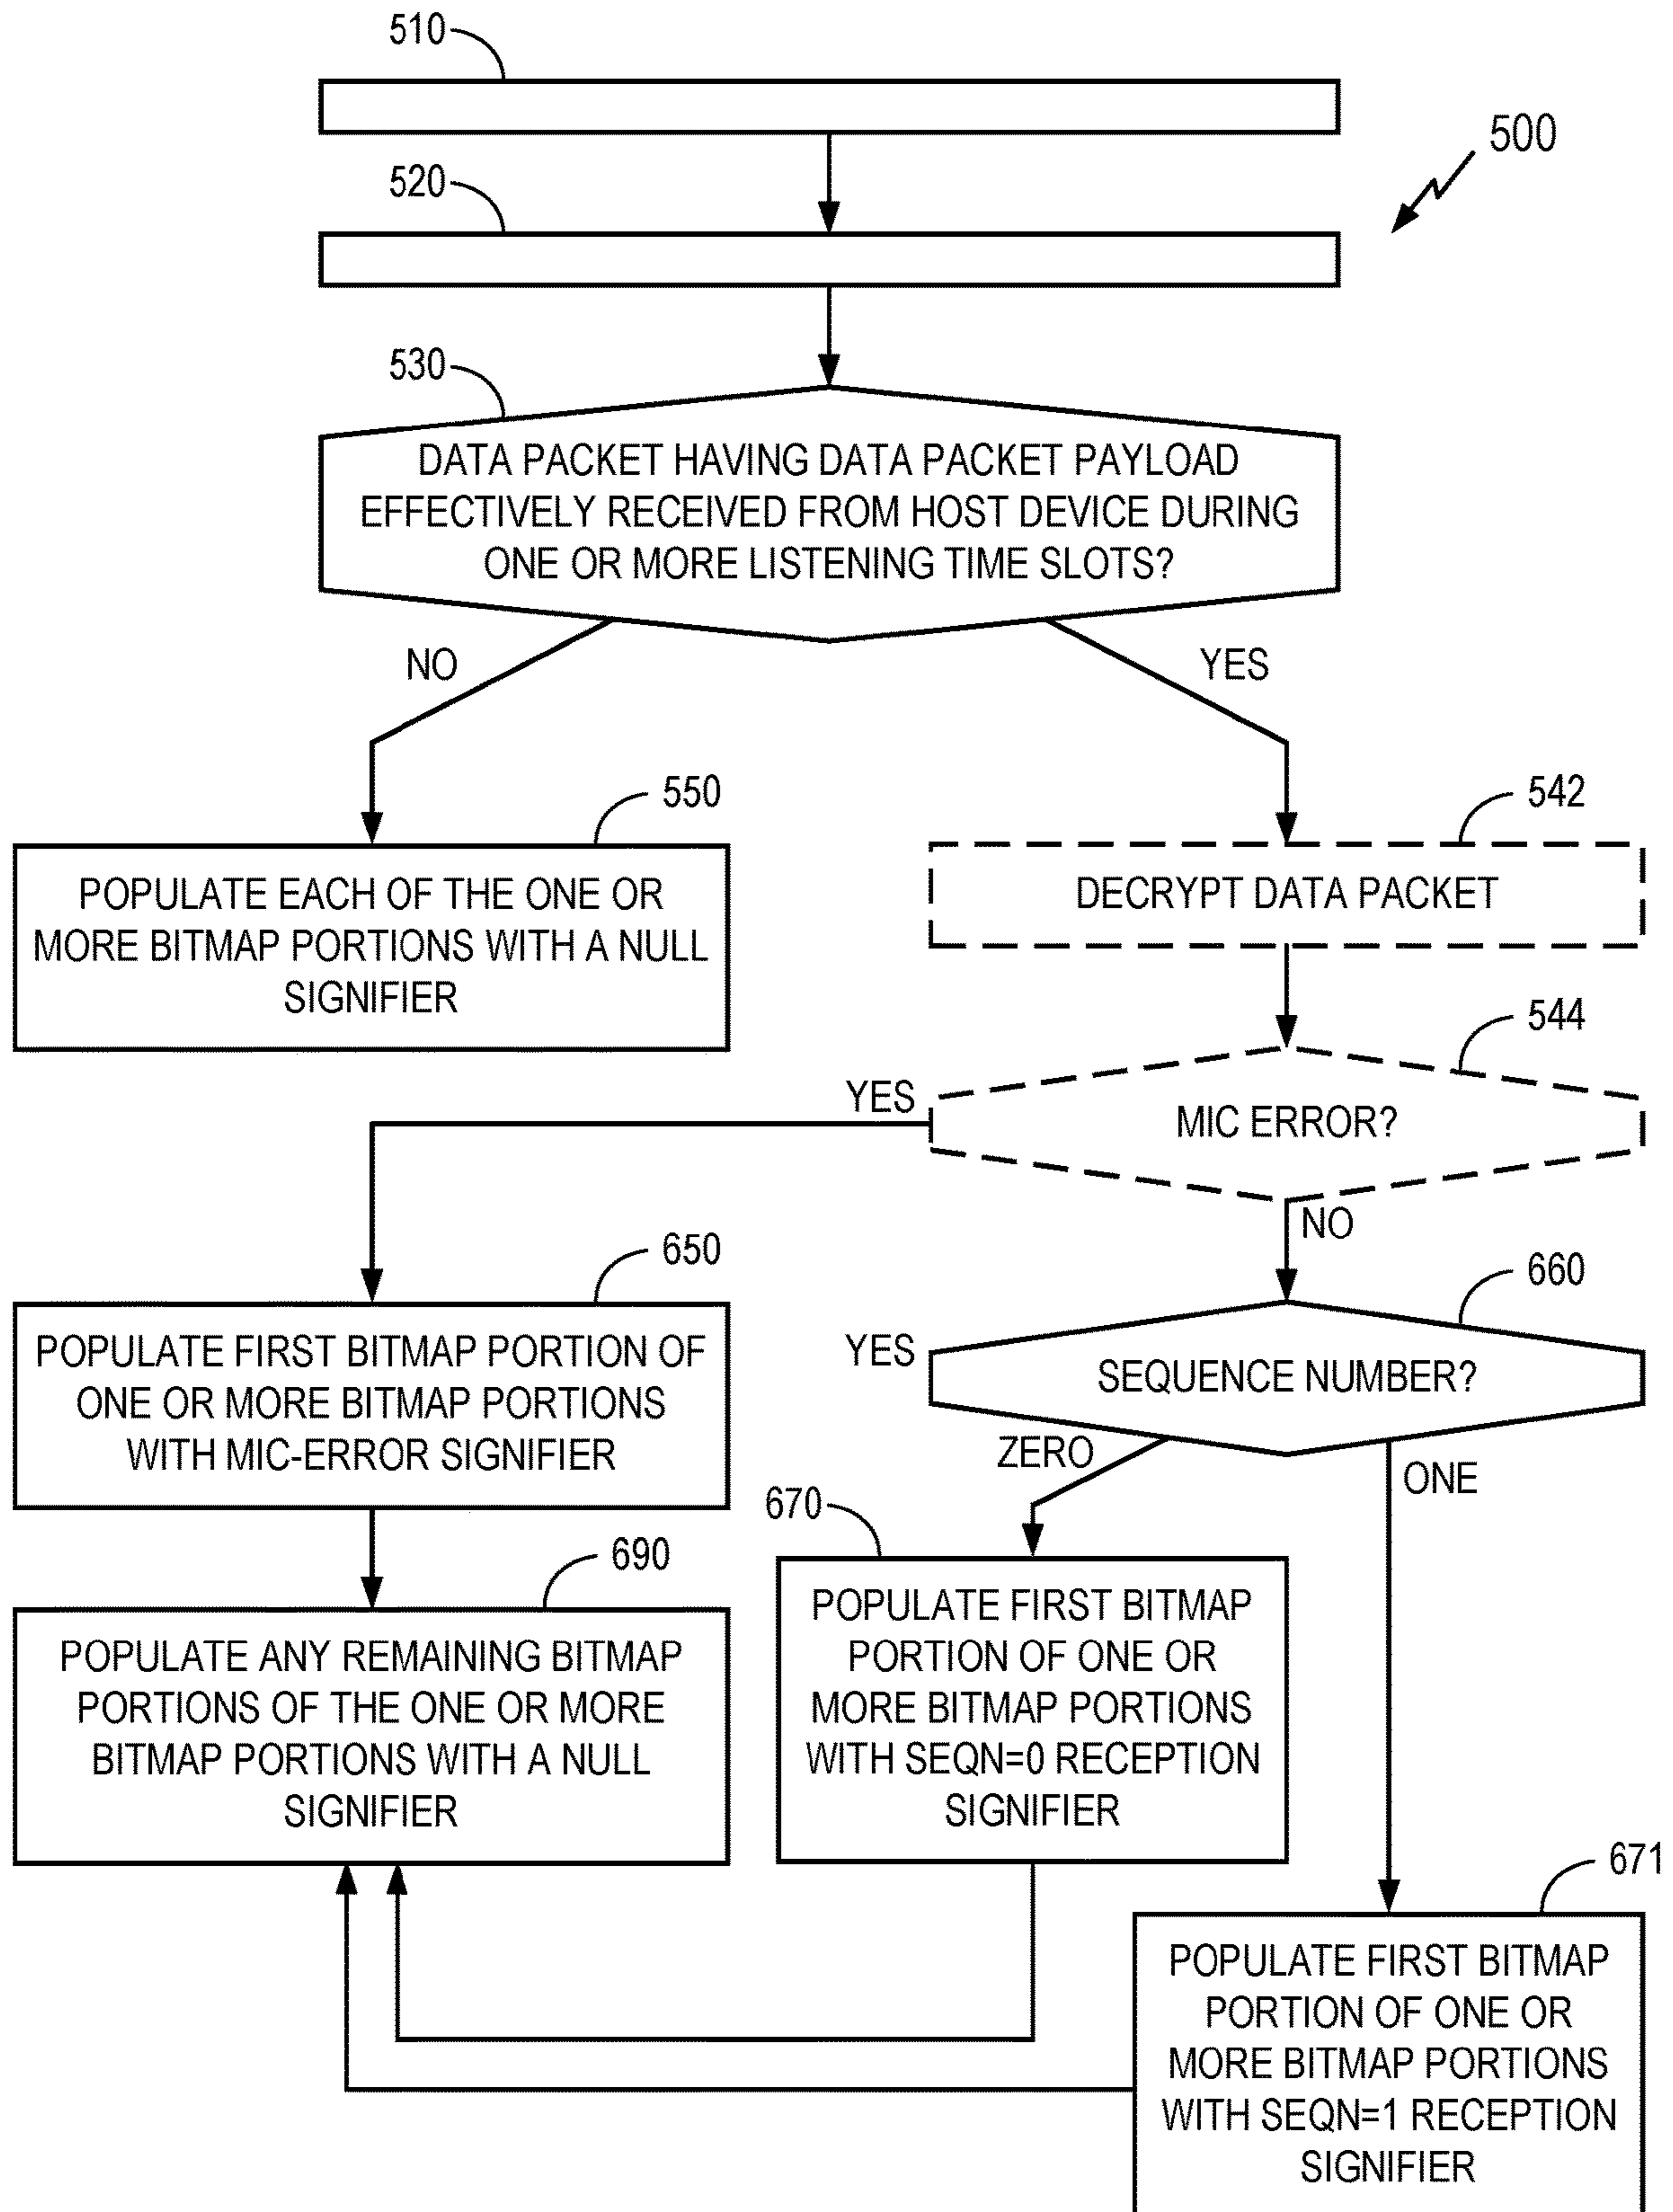 510
500
520
530
DATA PACKET HAVING DATA PACKET PAYLOAD
EFFECTIVELY RECEIVED FROM HOST DEVICE DURING
ONE OR MORE LISTENING TIME SLOTS?
NO
YES
550
542
POPULATE EACH OF THE ONE OR
MORE BITMAP PORTIONS WITH A NULL
SIGNIFIER
DECRYPT DATA PACKET
544
YES
MIC ERROR?
NO
650
660
POPULATE FIRST BITMAP PORTION OF
ONE OR MORE BITMAP PORTIONS
WITH MIC-ERROR SIGNIFIER
YES
SEQUENCE NUMBER?
ZERO
ONE
670
690
POPULATE ANY REMAINING BITMAP
PORTIONS OF THE ONE OR MORE
BITMAP PORTIONS WITH A NULL
SIGNIFIER
POPULATE FIRST BITMAP
PORTION OF ONE OR
MORE BITMAP PORTIONS
WITH SEQN=0 RECEPTION
SIGNIFIER
671
POPULATE FIRST BITMAP
PORTION OF ONE OR
MORE BITMAP PORTIONS
WITH SEQN=1 RECEPTION
SIGNIFIER